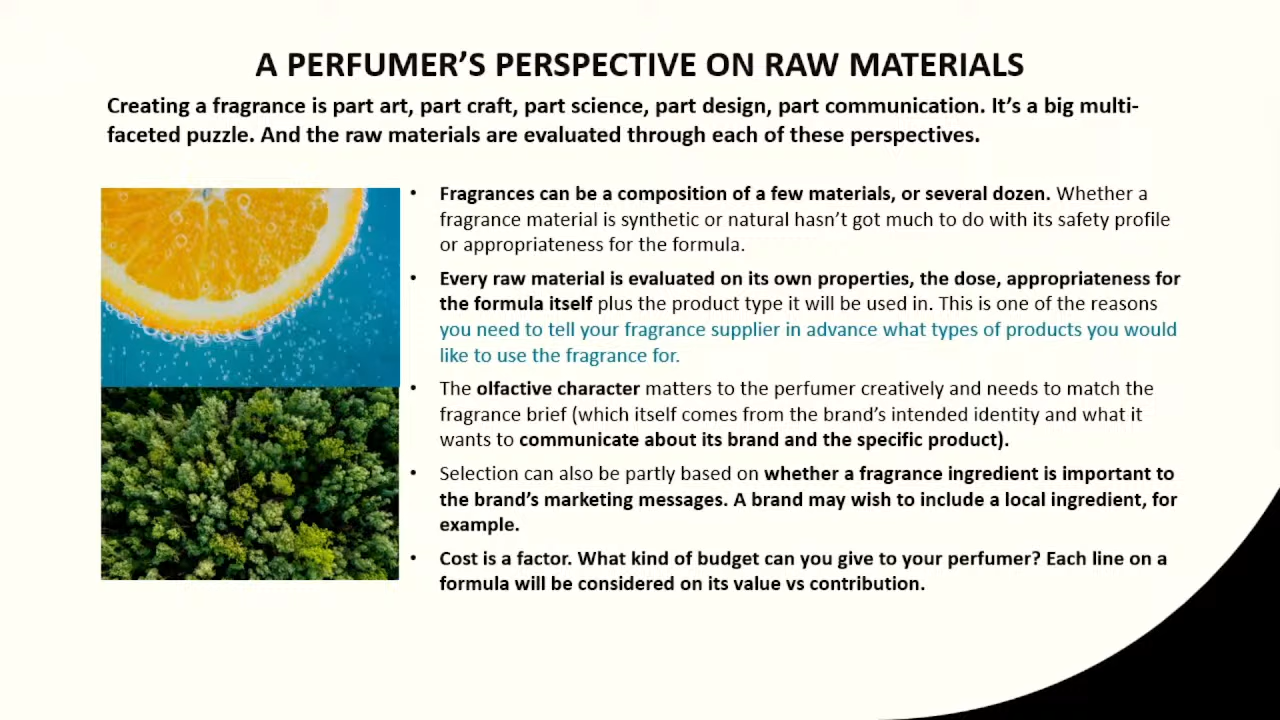 A PERFUMER’S PERSPECTIVE ON RAW MATERIALS
Creating a fragrance is part art, part craft, part science, part design, part communication. It’s a big multi-
faceted puzzle. And the raw materials are evaluated through each of these perspectives.
• Fragrances can be a composition of a few materials, or several dozen. Whether a
fragrance material is synthetic or natural hasn’t got much to do with its safety profile
or appropriateness for the formula.
• Every raw material is evaluated on its own properties, the dose, appropriateness for
the formula itself plus the product type it will be used in. This is one of the reasons
you need to tell your fragrance supplier in advance what types of products you would
like to use the fragrance for.
• The olfactive character matters to the perfumer creatively and needs to match the
fragrance brief (which itself comes from the brand’s intended identity and what it
wants to communicate about its brand and the specific product).
• Selection can also be partly based on whether a fragrance ingredient is important to
the brand’s marketing messages. A brand may wish to include a local ingredient, for
example.
• Cost is a factor. What kind of budget can you give to your perfumer? Each line on a
formula will be considered on its value vs contribution.